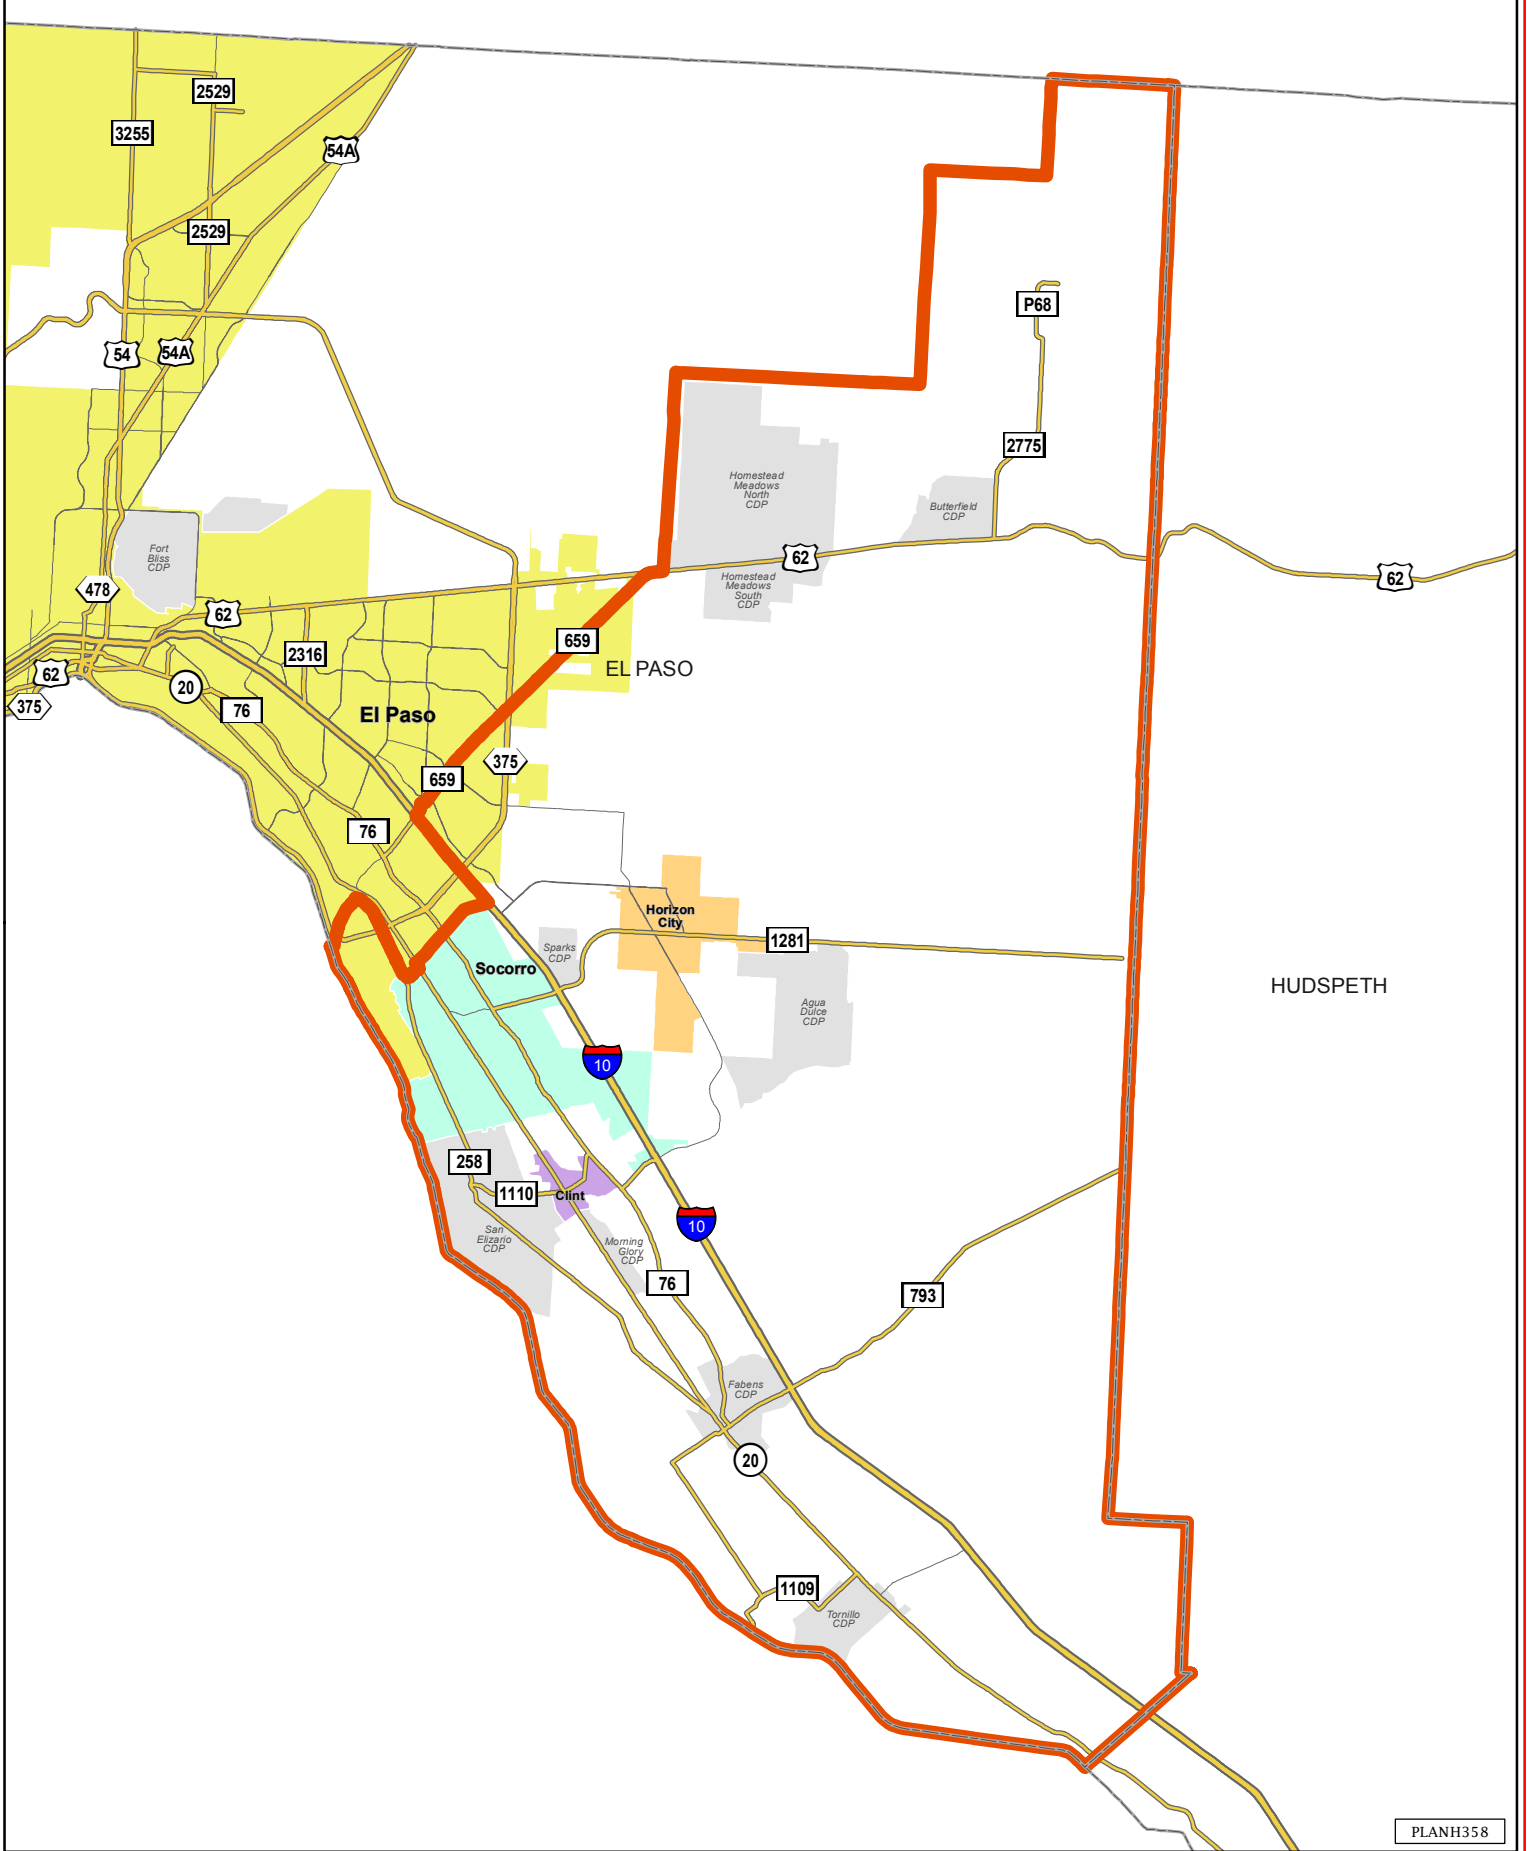 2529
3255
54A
2529
P68
54
54A
2775
Homestead
Meadows
North
CDP
Butterfield
CDP
Fort
Bliss
CDP
62
62
478
Homestead
Meadows
South
CDP
62
659
2316
EL PASO
62
20
375
76
El Paso
375
659
76
Horizon
City
1281
Sparks
CDP
Socorro
HUDSPETH
Agua
Dulce
CDP
10
258
1110
Clint
10
San
Elizario
CDP
Morning
Glory
CDP
76
793
Fabens
CDP
20
1109
Tornillo
CDP
PLANH358